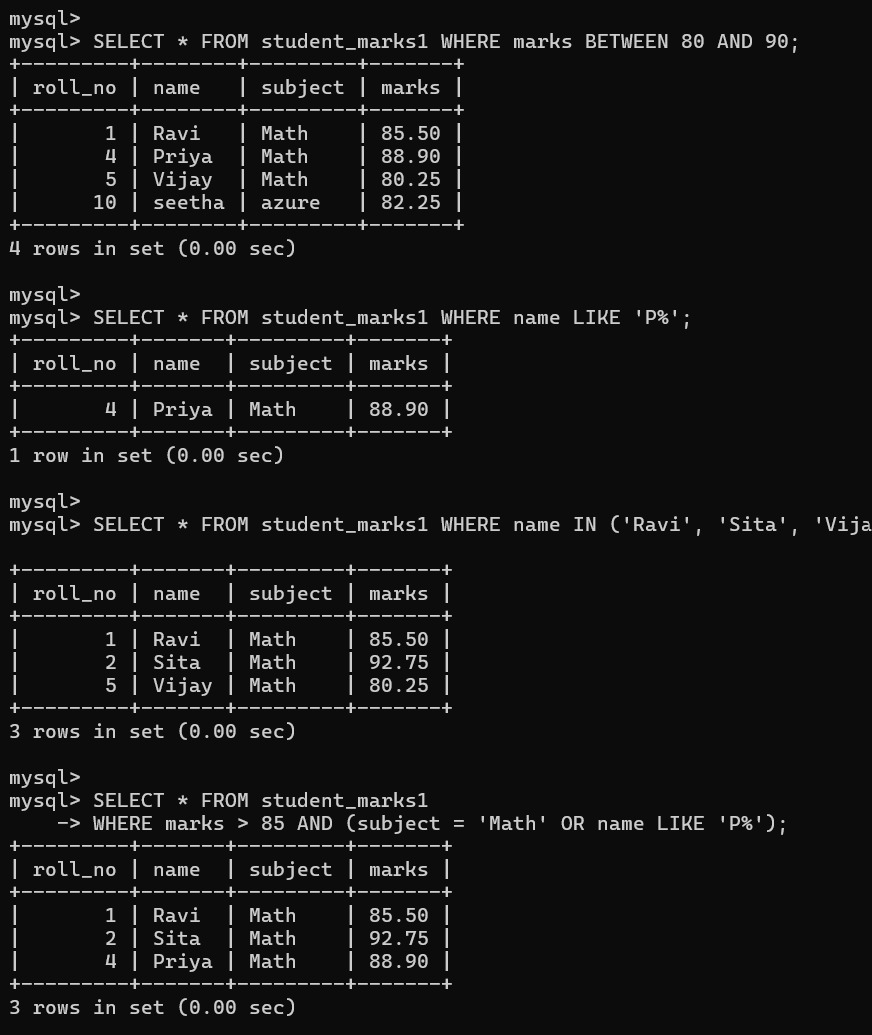 mysql>
mysql> SELECT * FROM student_marks1 WHERE marks BETWEEN 80 AND 90;
+---------+--------+---------+-------+
| roll_no | name   | subject | marks |
+---------+--------+---------+-------+
|       1 | Ravi   | Math    | 85.50 |
|       4 | Priya  | Math    | 88.90 |
|       5 | Vijay  | Math    | 80.25 |
|      10 | seetha | azure   | 82.25 |
+---------+--------+---------+-------+
4 rows in set (0.00 sec)

mysql>
mysql> SELECT * FROM student_marks1 WHERE name LIKE 'P%';
+---------+-------+---------+-------+
| roll_no | name  | subject | marks |
+---------+-------+---------+-------+
|       4 | Priya | Math    | 88.90 |
+---------+-------+---------+-------+
1 row in set (0.00 sec)

mysql>
mysql> SELECT * FROM student_marks1 WHERE name IN ('Ravi', 'Sita', 'Vija

+---------+-------+---------+-------+
| roll_no | name  | subject | marks |
+---------+-------+---------+-------+
|       1 | Ravi  | Math    | 85.50 |
|       2 | Sita  | Math    | 92.75 |
|       5 | Vijay | Math    | 80.25 |
+---------+-------+---------+-------+
3 rows in set (0.00 sec)

mysql>
mysql> SELECT * FROM student_marks1
    -> WHERE marks > 85 AND (subject = 'Math' OR name LIKE 'P%');
+---------+-------+---------+-------+
| roll_no | name  | subject | marks |
+---------+-------+---------+-------+
|       1 | Ravi  | Math    | 85.50 |
|       2 | Sita  | Math    | 92.75 |
|       4 | Priya | Math    | 88.90 |
+---------+-------+---------+-------+
3 rows in set (0.00 sec)